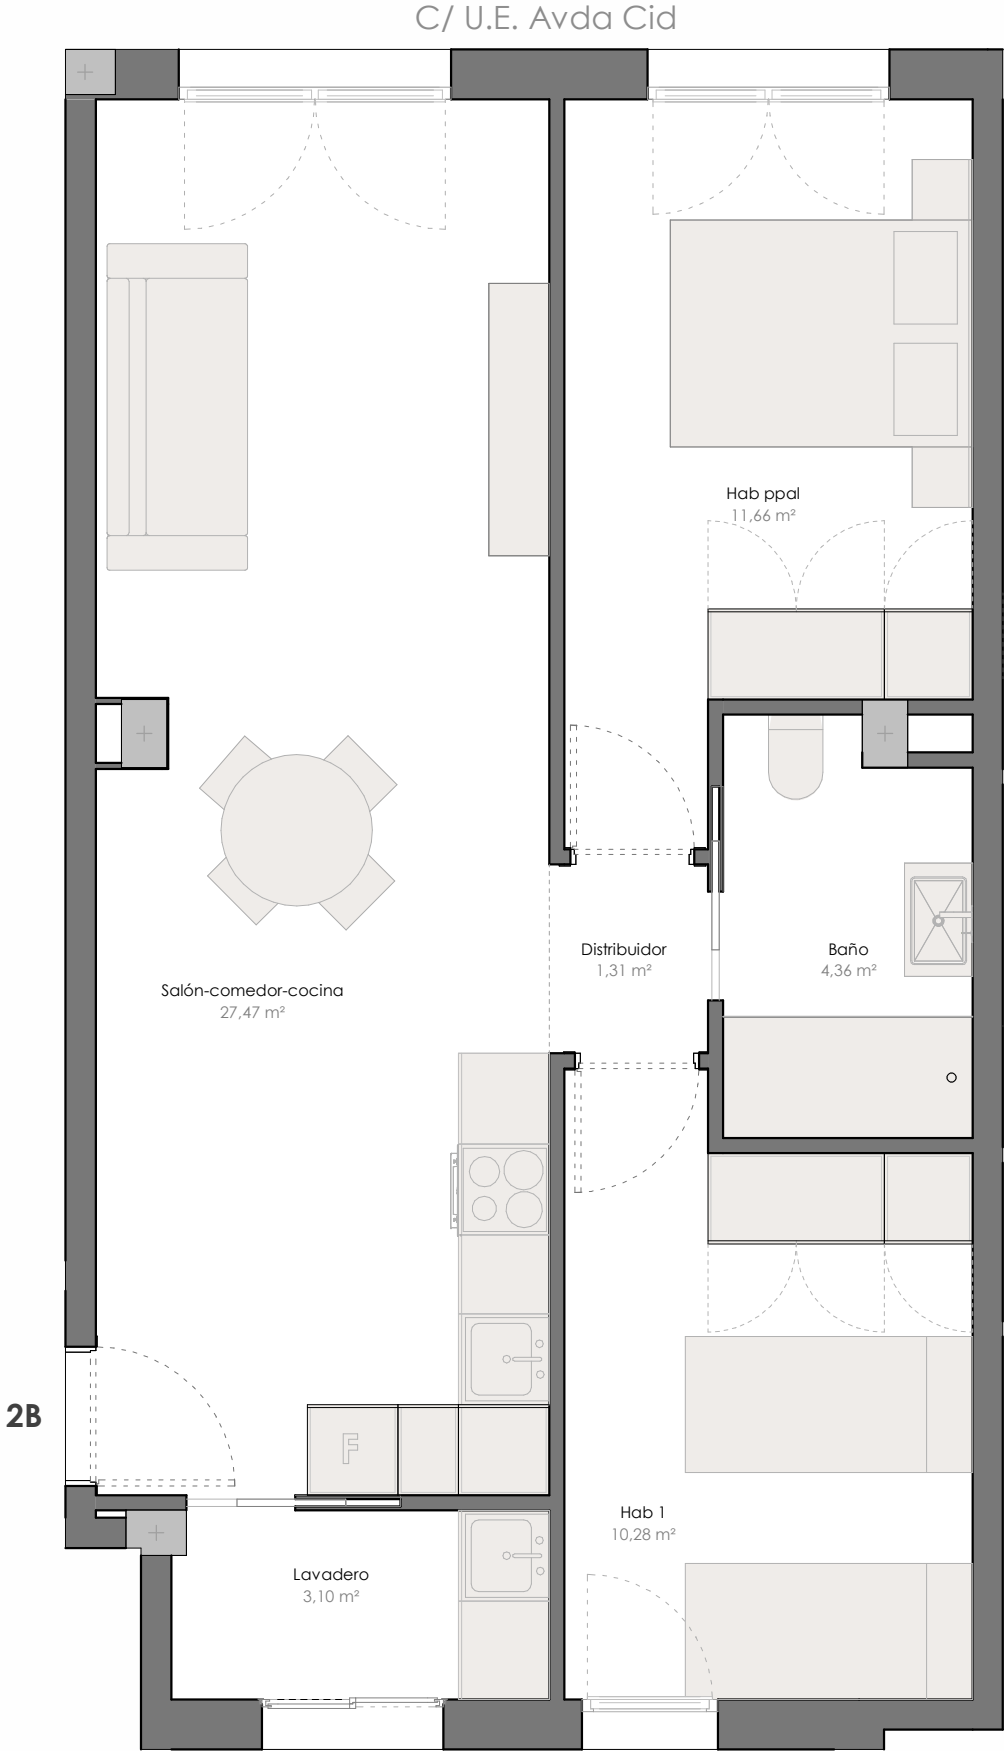 C/ U.E. Avda Cid
Hab ppal
11,66 m²
Distribuidor
1,31 m²
Baño
4,36 m²
Salón-comedor-cocina
27,47 m²
2B
F
Hab 1
10,28 m²
Lavadero
3,10 m²